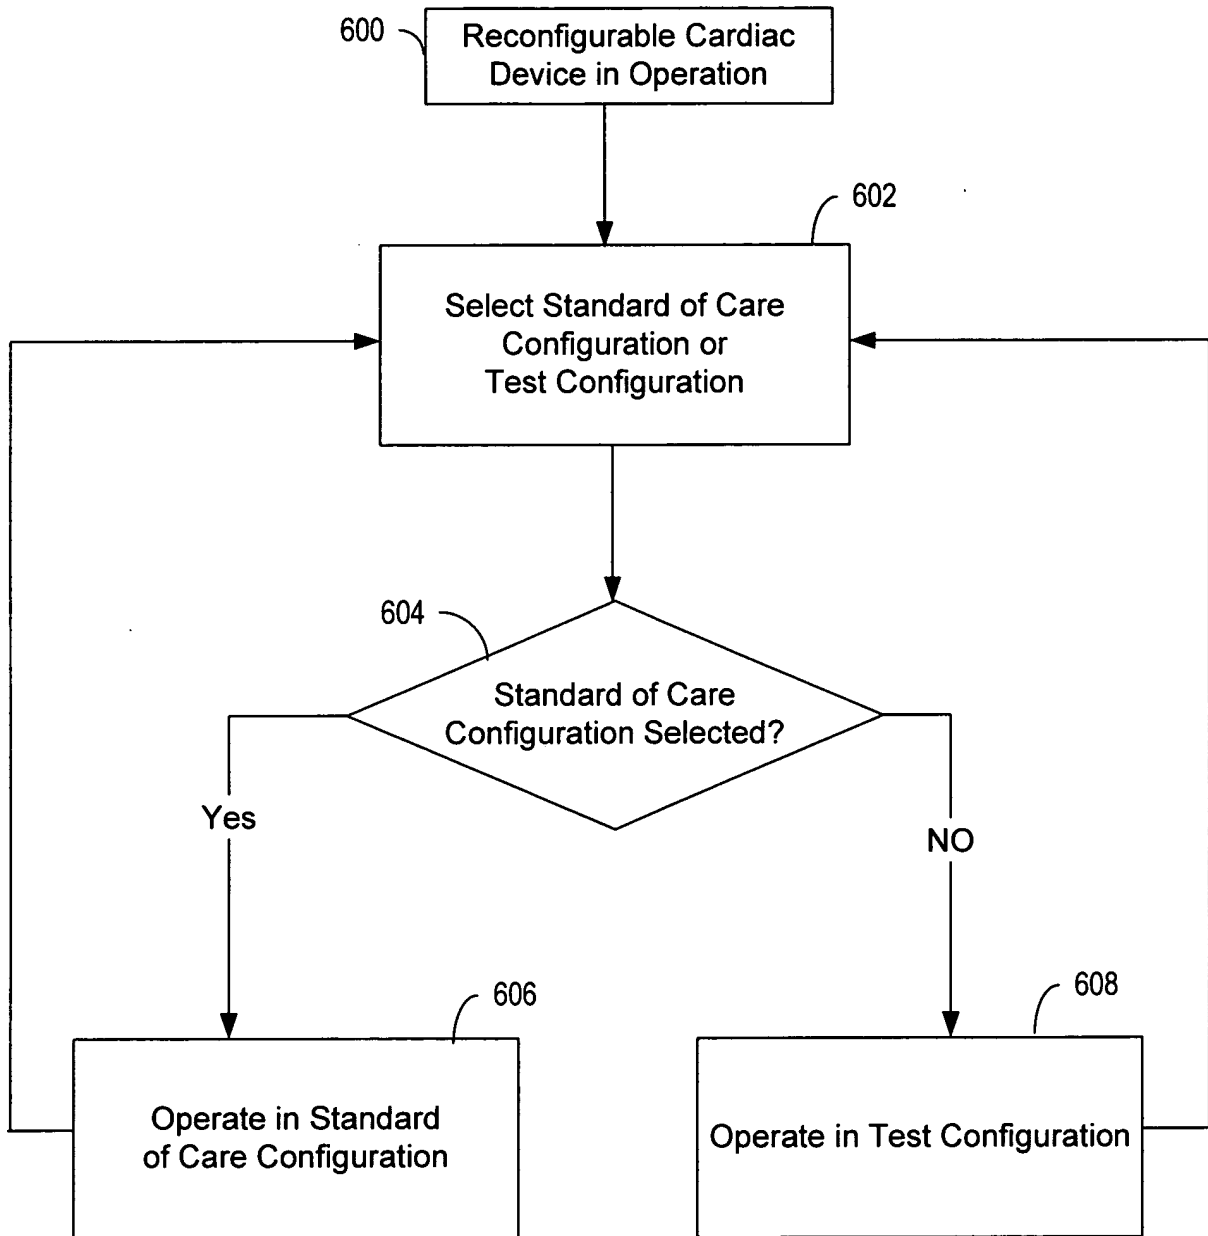 600
Reconfigurable Cardiac
Device in Operation
602
Select Standard of Care
Configuration or
Test Configuration
604
Standard of Care
Configuration Selected?
Yes
NO
606
608
Operate in Standard
of Care Configuration
Operate in Test Configuration